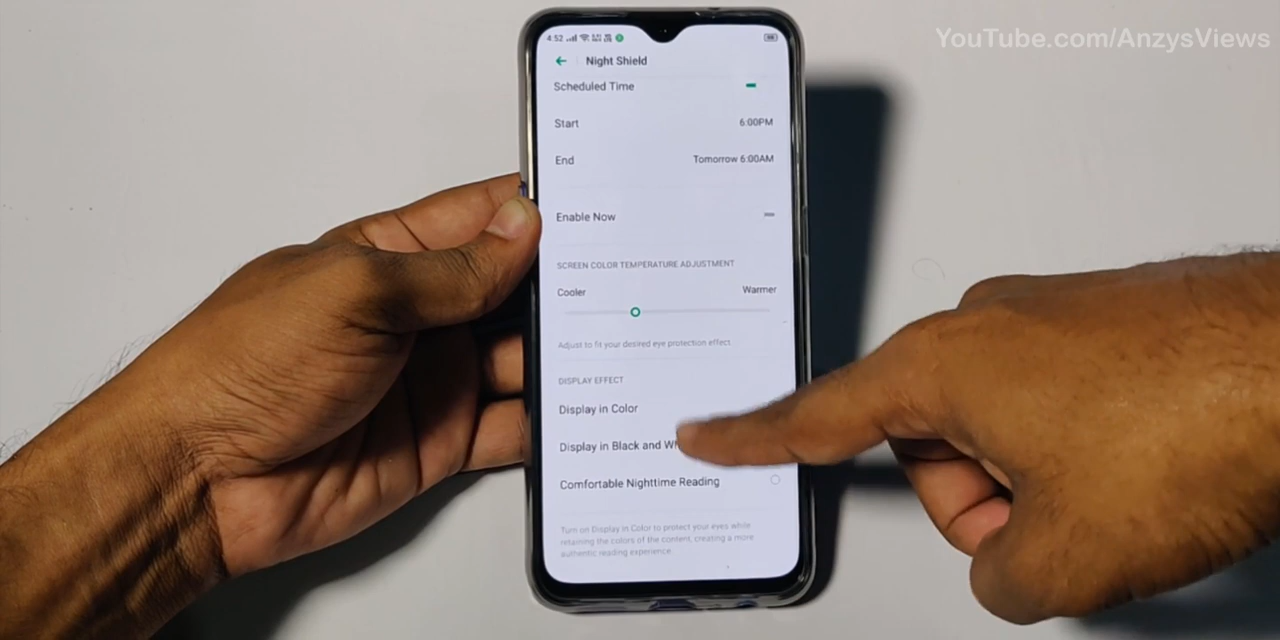 YouTube.com/AnzysViews
4:52
Night Shield
Scheduled Time
Start 6:00PM
End Tomorrow 6:00AM
Enable Now
SCREEN COLOR TEMPERATURE ADJUSTMENT
Cooler Warmer
Adjust to fit your desired eye protection effect.
DISPLAY EFFECT
Display in Color
Display in Black and Wh
Comfortable Nighttime Reading
Turn on Display in Color to protect your eyes while
retaining the colors of the content, creating a more
authentic reading experience.